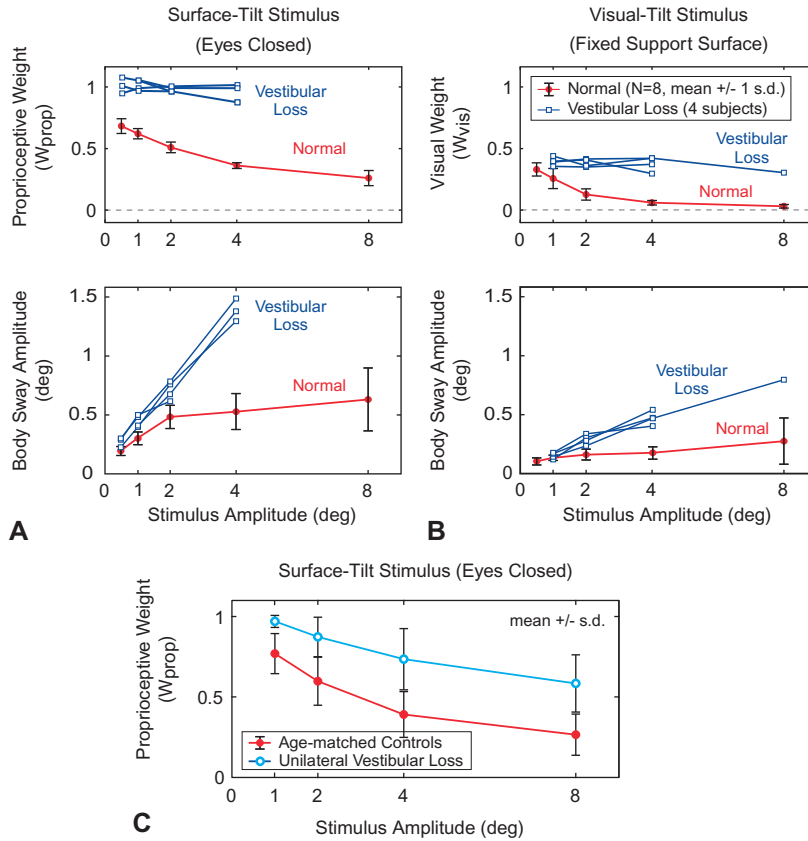 Surface-Tilt Stimulus
(Eyes Closed)
Proprioceptive Weight
(Wprop)
1
0.5
0
Vestibular
Loss
Normal
0
1
2
4
8
Body Sway Amplitude
(deg)
1.5
1
0.5
0
Vestibular
Loss
Normal
0
1
2
4
8
Stimulus Amplitude (deg)
A
Visual-Tilt Stimulus
(Fixed Support Surface)
Visual Weight
(Wvis)
1
0.5
0
Normal (N=8, mean +/- 1 s.d.)
Vestibular Loss (4 subjects)
Vestibular
Loss
Normal
0
1
2
4
8
Body Sway Amplitude
(deg)
1.5
1
0.5
0
Vestibular
Loss
Normal
0
1
2
4
8
Stimulus Amplitude (deg)
B
Surface-Tilt Stimulus (Eyes Closed)
Proprioceptive Weight
(Wprop)
1
0.5
0
mean +/- s.d.
Age-matched Controls
Unilateral Vestibular Loss
0
1
2
4
8
Stimulus Amplitude (deg)
C